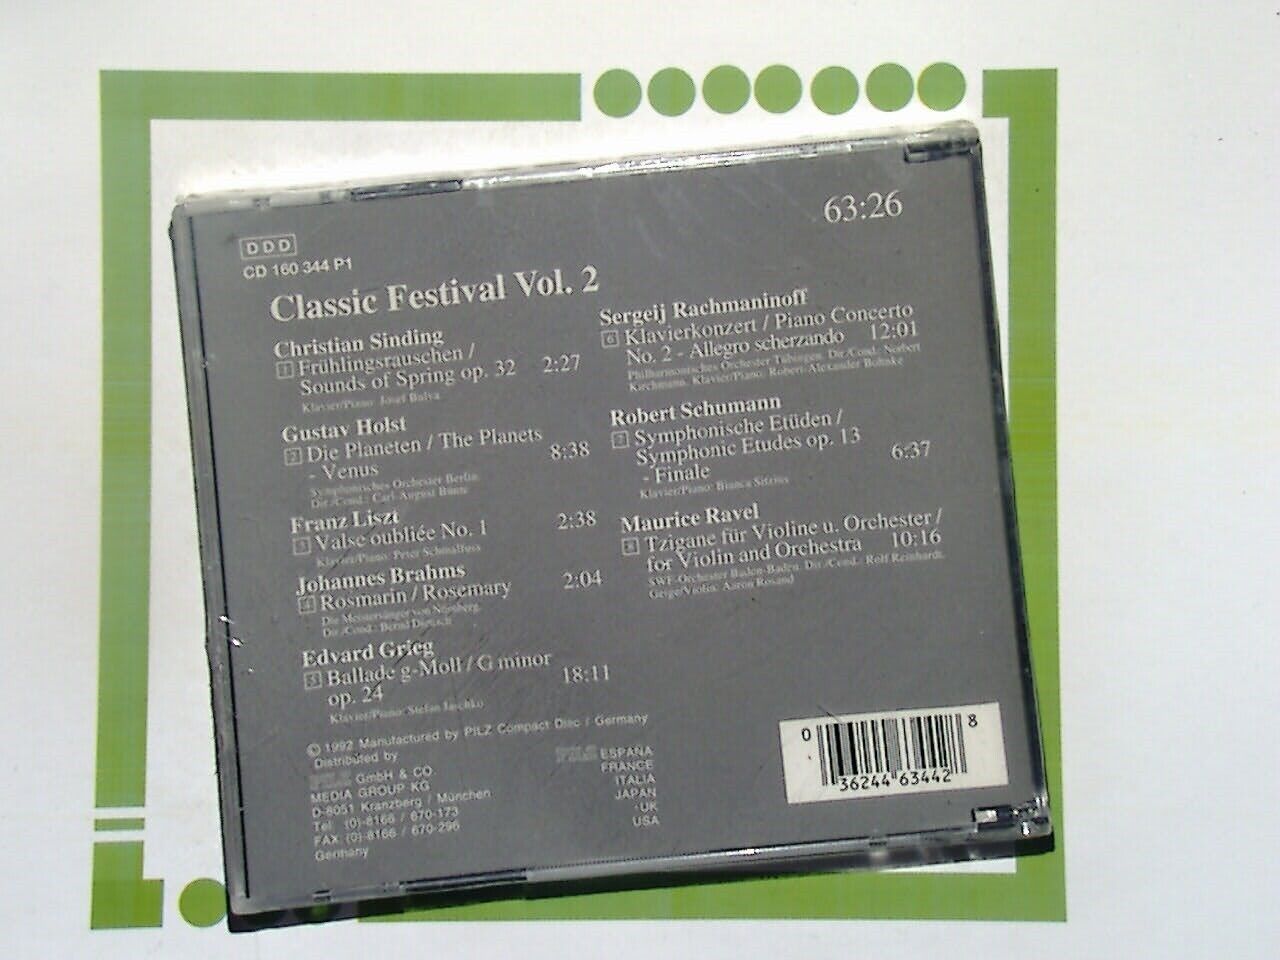 63:26
DDD
CD 160 344 P1
Classic Festival Vol. 2
Christian Sinding
1 Frühlingsrauschen /
Sounds of Spring op. 32 2:27
Klavier/Piano: Josef Bulva
Gustav Holst
2 Die Planeten / The Planets
- Venus 8:38
Symphonisches Orchester Berlin.
Dir./Cond.: Carl August Bünte
Franz Liszt
3 Valse oubliée No. 1 2:38
Klavier/Piano: Peter Schmalfuss
Johannes Brahms
4 Rosmarin / Rosemary 2:04
Die Meistersinger von Nürnberg.
Dir./Cond.: Bernd
Edvard Grieg
5 Ballade g-Moll / G minor
op. 24 18:11
Klavier/Piano: Stefan
Sergeij Rachmaninoff
6 Klavierkonzert / Piano Concerto
No. 2 - Allegro scherzando 12:01
Philharmonisches Orchester Tübingen. Dir./Cond.: Norbert
Kirchmann. Klavier/Piano: Robert-Alexander Bohnke
Robert Schumann
7 Symphonische Etüden /
Symphonic Etudes op. 13
- Finale 6:37
Klavier/Piano: Bianca
Maurice Ravel
8 Tzigane für Violine u. Orchester /
for Violin and Orchestra 10:16
SWF-Orchester Baden-Baden. Dir./Cond.: Rolf Reinhardt.
Geige/Violin: Aaron Rosand
© 1992 Manufactured by PILZ Compact Disc / Germany
Distributed by
PILZ GmbH & CO
MEDIA GROUP KG
D-8051 Kranzberg / München
Tel: (0)-8166 / 670-173
FAX (0)-8166 / 670-296
Germany
PILZ ESPAÑA
FRANCE
ITALIA
JAPAN
UK
USA
0 36244 63442 8